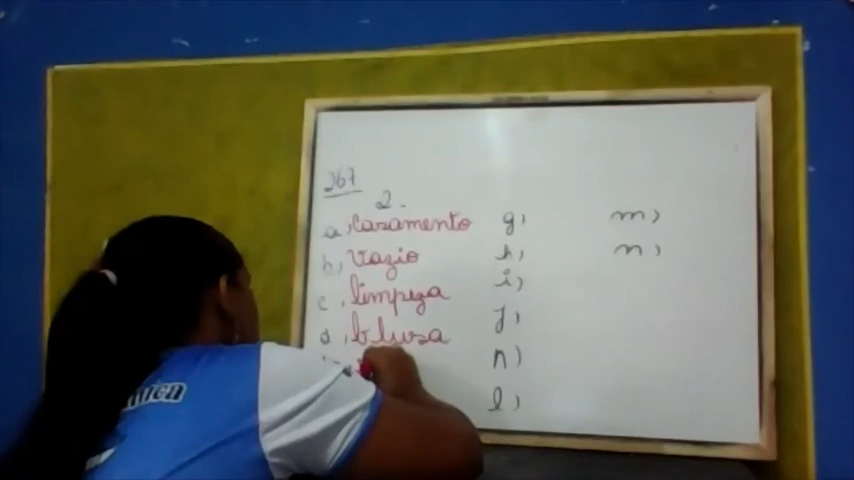 267
2.
a, casamento g, m)
b, vazio h, n)
c, limpeza i)
d, blusa j,
n)
l)